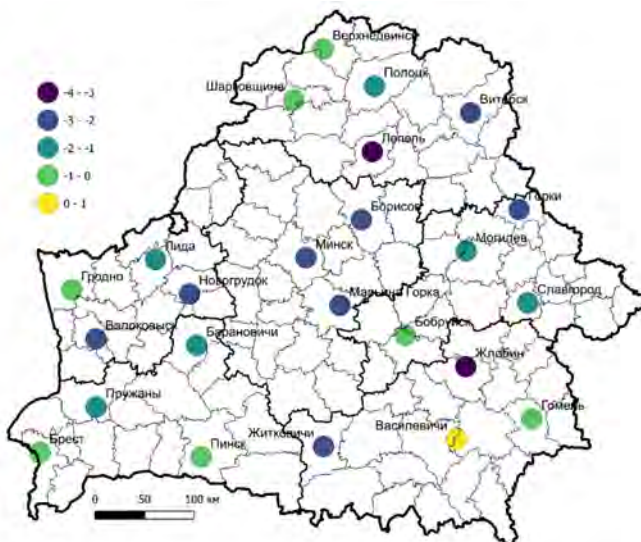 Верхнедвинск
Полоцк
Шарковщина
Витебск
Лепель
-4 - -3
-3 - -2
-2 - -1
-1 - 0
0 - 1
Горки
Борисов
Могилев
Минск
Лида
Гродно
Новогрудок
Марьина Горка
Славгород
Бобруйск
Волоковыск
Барановичи
Жлобин
Пружаны
Гомель
Василевичи
Брест
Пинск
Житковичи
0 50 100 км